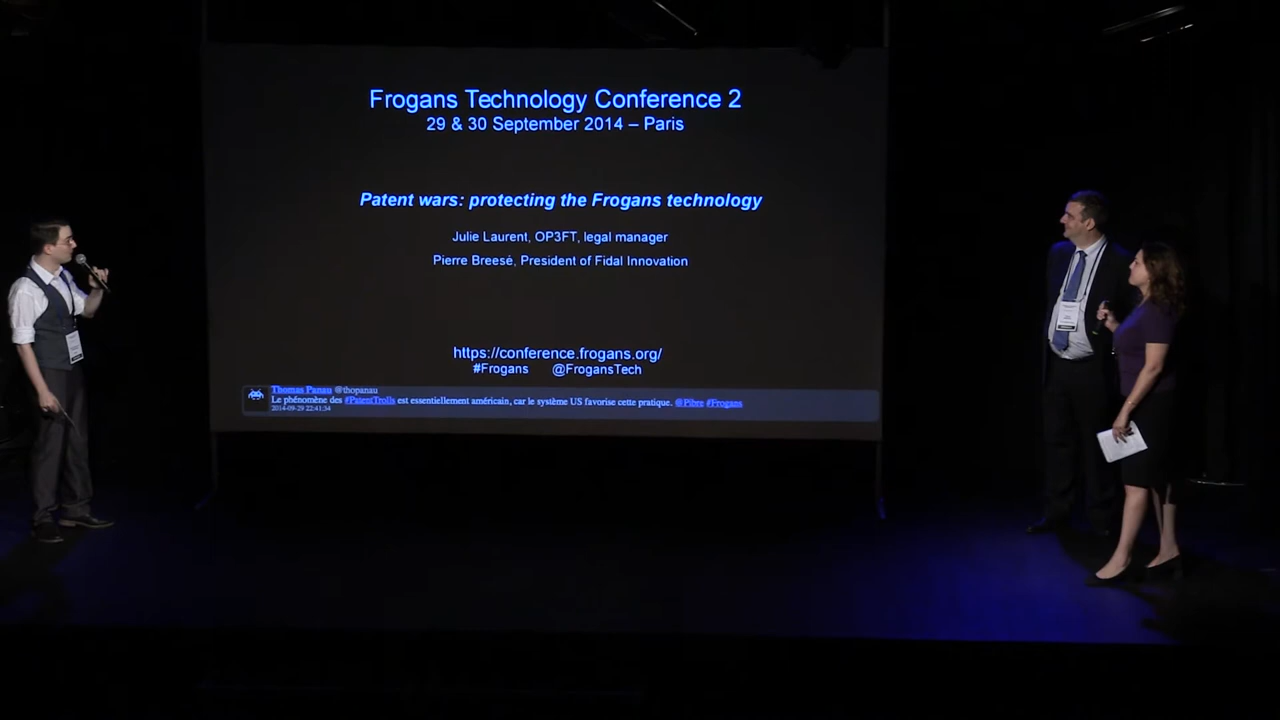 Frogans Technology Conference 2
29 & 30 September 2014 – Paris
Patent wars: protecting the Frogans technology
Julie Laurent, OP3FT, legal manager
Pierre Breesé, President of Fidal Innovation
https://conference.frogans.org/
#Frogans @FrogansTech
Thomas Panau @thopanau
Le phénomène des #PatentTrolls est essentiellement américain, car le système US favorise cette pratique. @Pibre #Frogans
2014-09-29 22:41:34